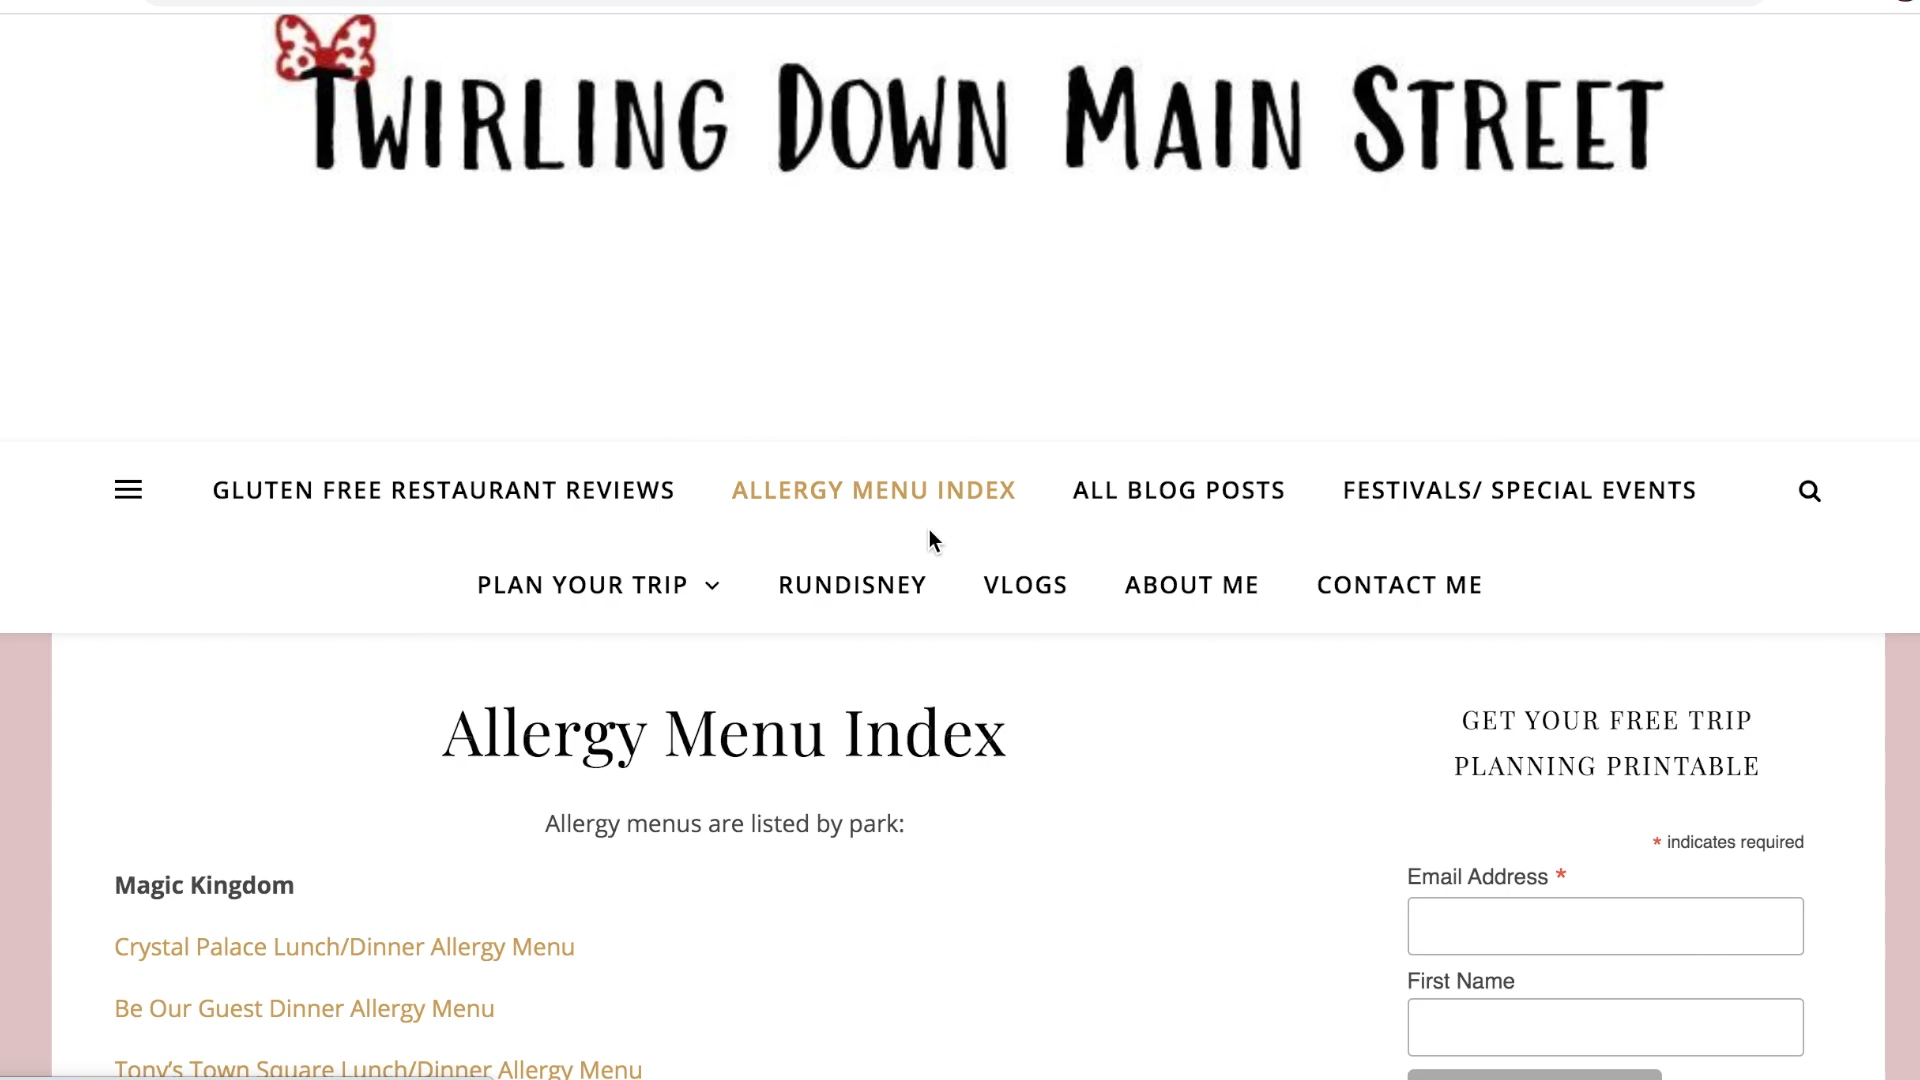 TWIRLING DOWN MAIN STREET
GLUTEN FREE RESTAURANT REVIEWS ALLERGY MENU INDEX ALL BLOG POSTS FESTIVALS/ SPECIAL EVENTS
PLAN YOUR TRIP RUNDISNEY VLOGS ABOUT ME CONTACT ME
Allergy Menu Index
Allergy menus are listed by park:
Magic Kingdom
Crystal Palace Lunch/Dinner Allergy Menu
Be Our Guest Dinner Allergy Menu
Tony's Town Square Lunch/Dinner Allergy Menu
GET YOUR FREE TRIP
PLANNING PRINTABLE
* indicates required
Email Address *
First Name